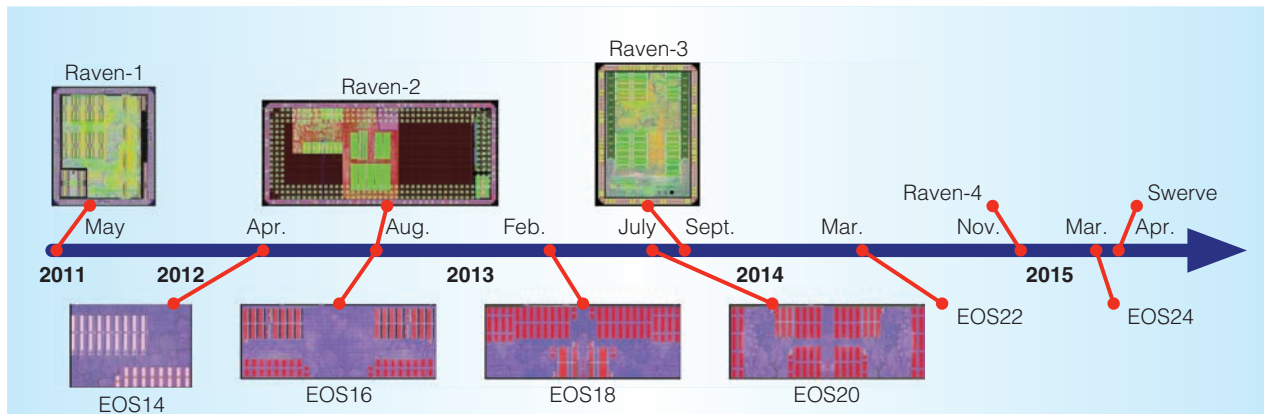 Raven-3
Raven-1
Raven-2
Raven-4
Swerve
May
Apr.
Aug.
Feb.
July
Sept.
Mar.
Nov.
Mar.
Apr.
2011
2012
2013
2014
2015
EOS22
EOS24
EOS14
EOS16
EOS18
EOS20